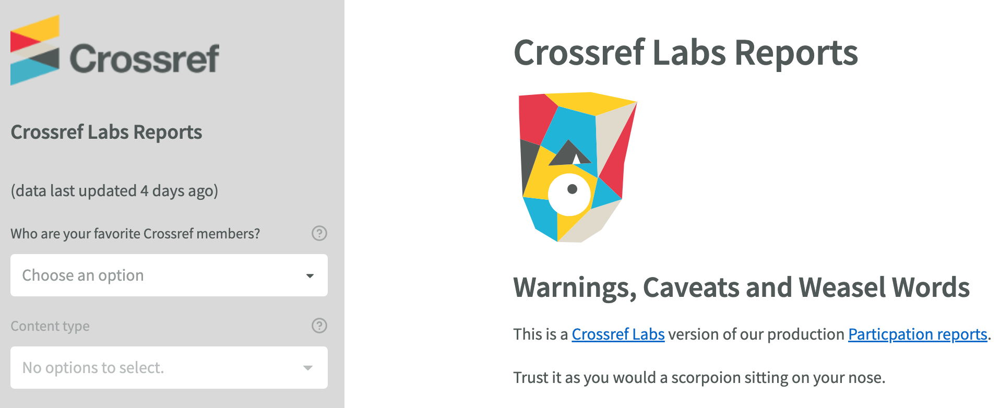 Crossref
Crossref Labs Reports
(data last updated 4 days ago)
Who are your favorite Crossref members?
Choose an option
Content type
No options to select.
Crossref Labs Reports
Warnings, Caveats and Weasel Words
This is a Crossref Labs version of our production Particpation reports.
Trust it as you would a scorpoion sitting on your nose.